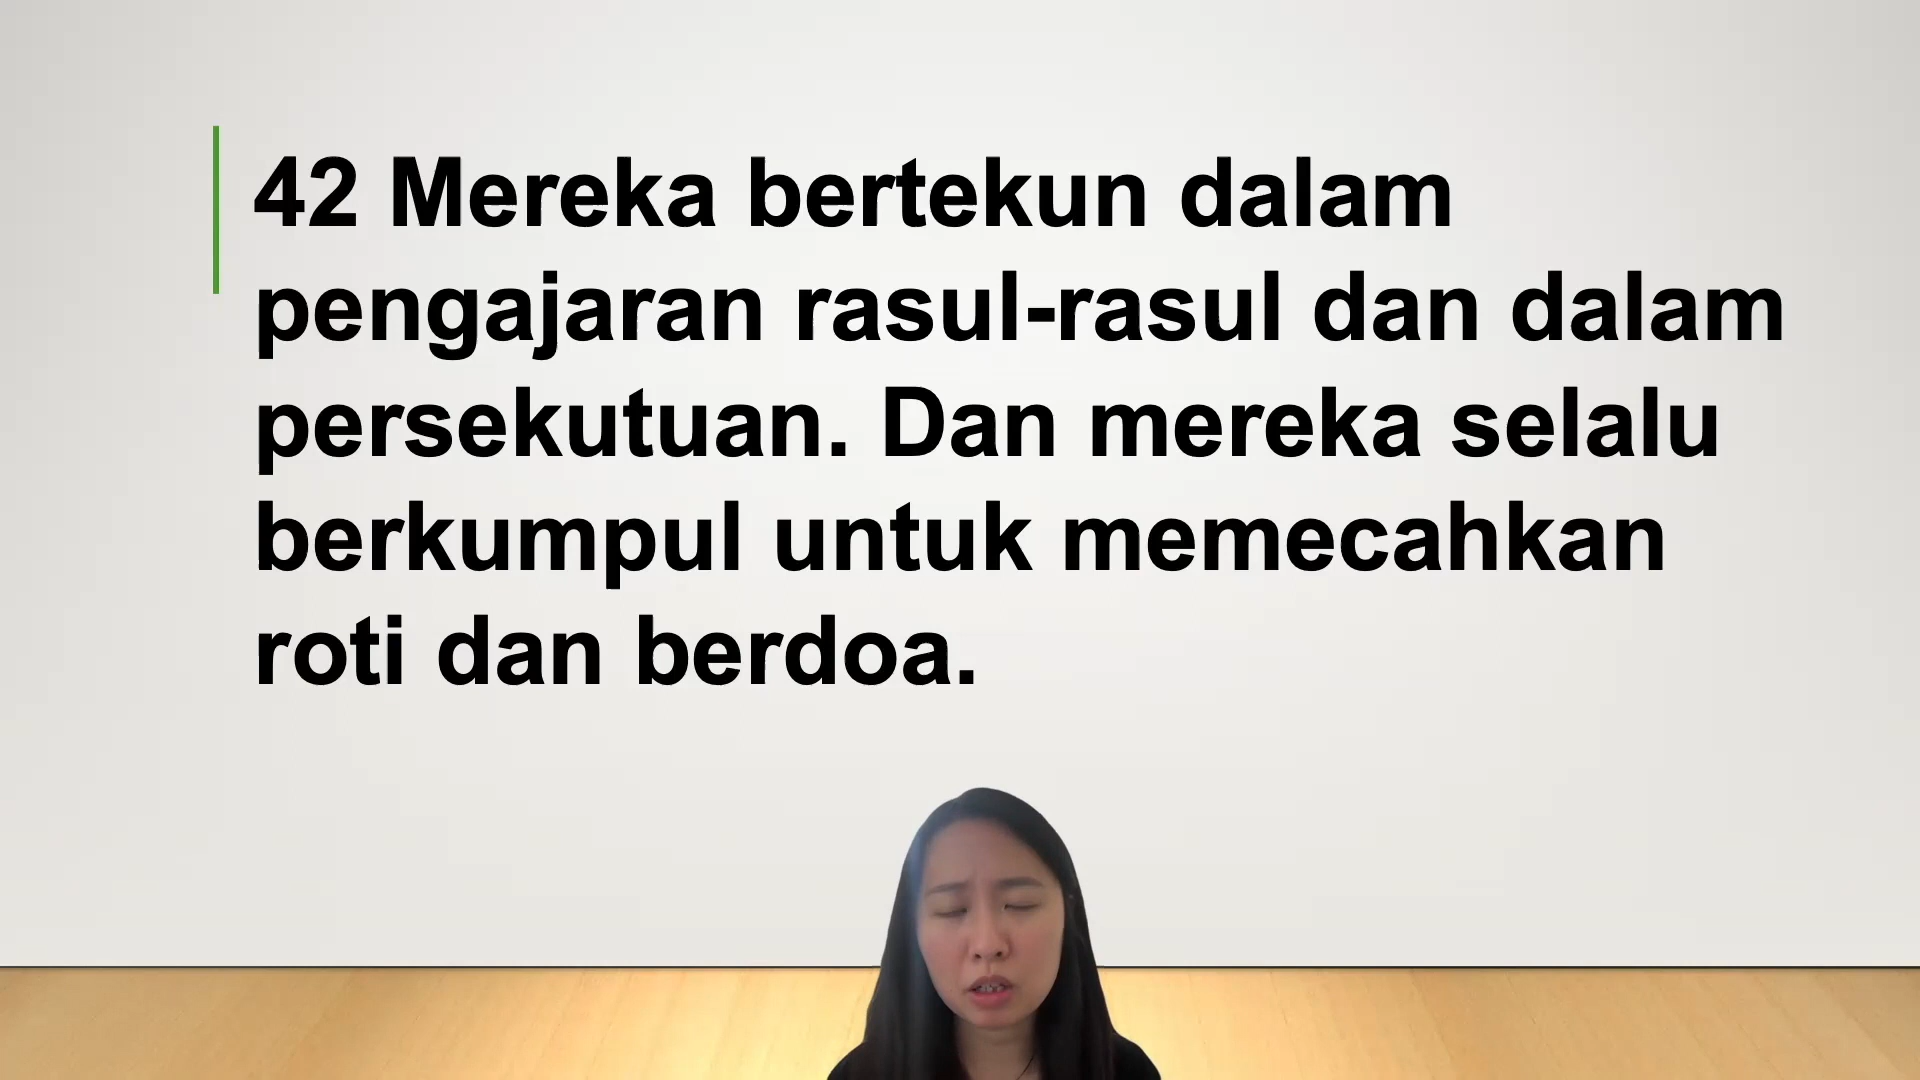 42 Mereka bertekun dalam
pengajaran rasul-rasul dan dalam
persekutuan. Dan mereka selalu
berkumpul untuk memecahkan
roti dan berdoa.